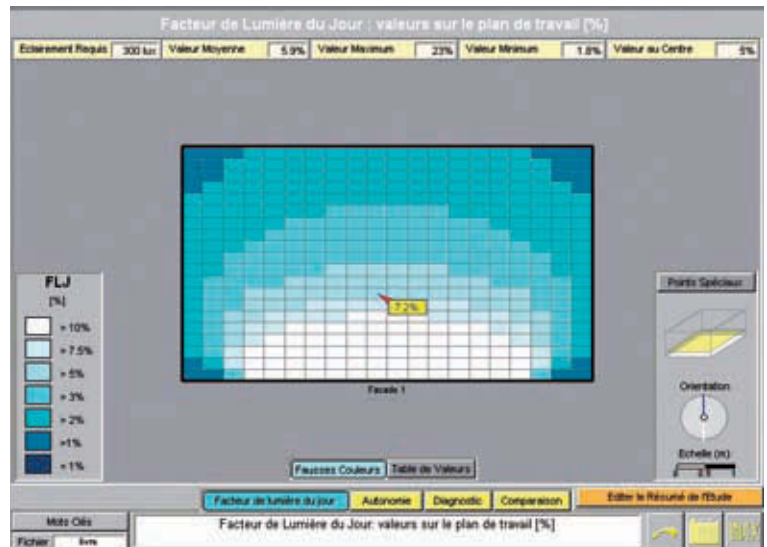 Facteur de Lumière du Jour : valeurs sur le plan de travail [%]
Eclairement Requis 300 lux Valeur Moyenne 5.9% Valeur Maximum 23% Valeur Minimum 1.8% Valeur au Centre 5%
7.2%
Facade 1
FLJ
[%]
> 10%
> 7.5%
> 5%
> 3%
> 2%
>1%
< 1%
Points Spéciaux
Orientation
Echelle (m)
Fausses Couleurs Table de Valeurs
Facteur de lumière du jour Autonomie Diagnostic Comparaison Editer le Résumé de l'Etude
Mots Clés
Facteur de Lumière du Jour: valeurs sur le plan de travail [%]
Fichier livre